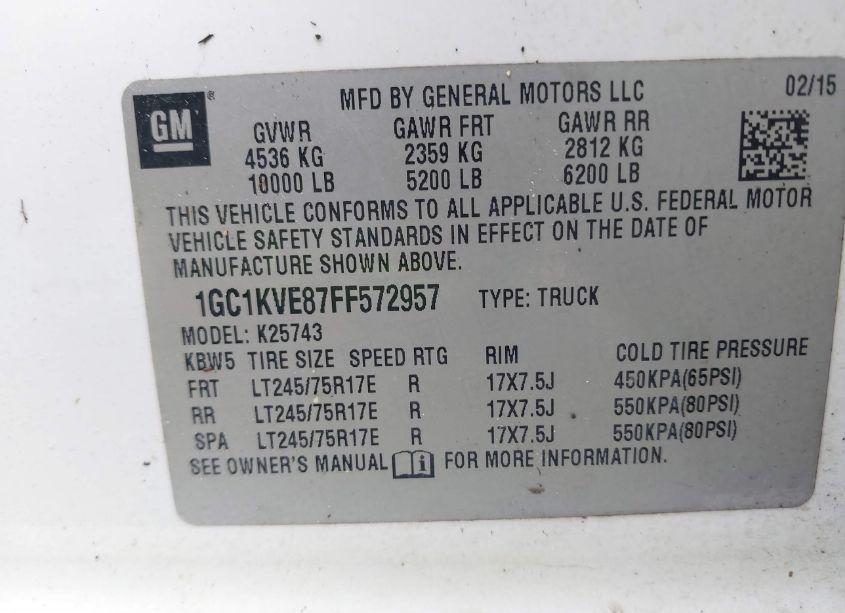 GM®
MFD BY GENERAL MOTORS LLC 02/15
GVWR GAWR FRT GAWR RR
4536 KG 2359 KG 2812 KG
10000 LB 5200 LB 6200 LB
THIS VEHICLE CONFORMS TO ALL APPLICABLE U.S. FEDERAL MOTOR
VEHICLE SAFETY STANDARDS IN EFFECT ON THE DATE OF
MANUFACTURE SHOWN ABOVE.
1GC1KVE87FF572957 TYPE: TRUCK
MODEL: K25743
KBW5 TIRE SIZE SPEED RTG RIM COLD TIRE PRESSURE
FRT LT245/75R17E R 17X7.5J 450KPA(65PSI)
RR LT245/75R17E R 17X7.5J 550KPA(80PSI)
SPA LT245/75R17E R 17X7.5J 550KPA(80PSI)
SEE OWNER'S MANUAL i FOR MORE INFORMATION.